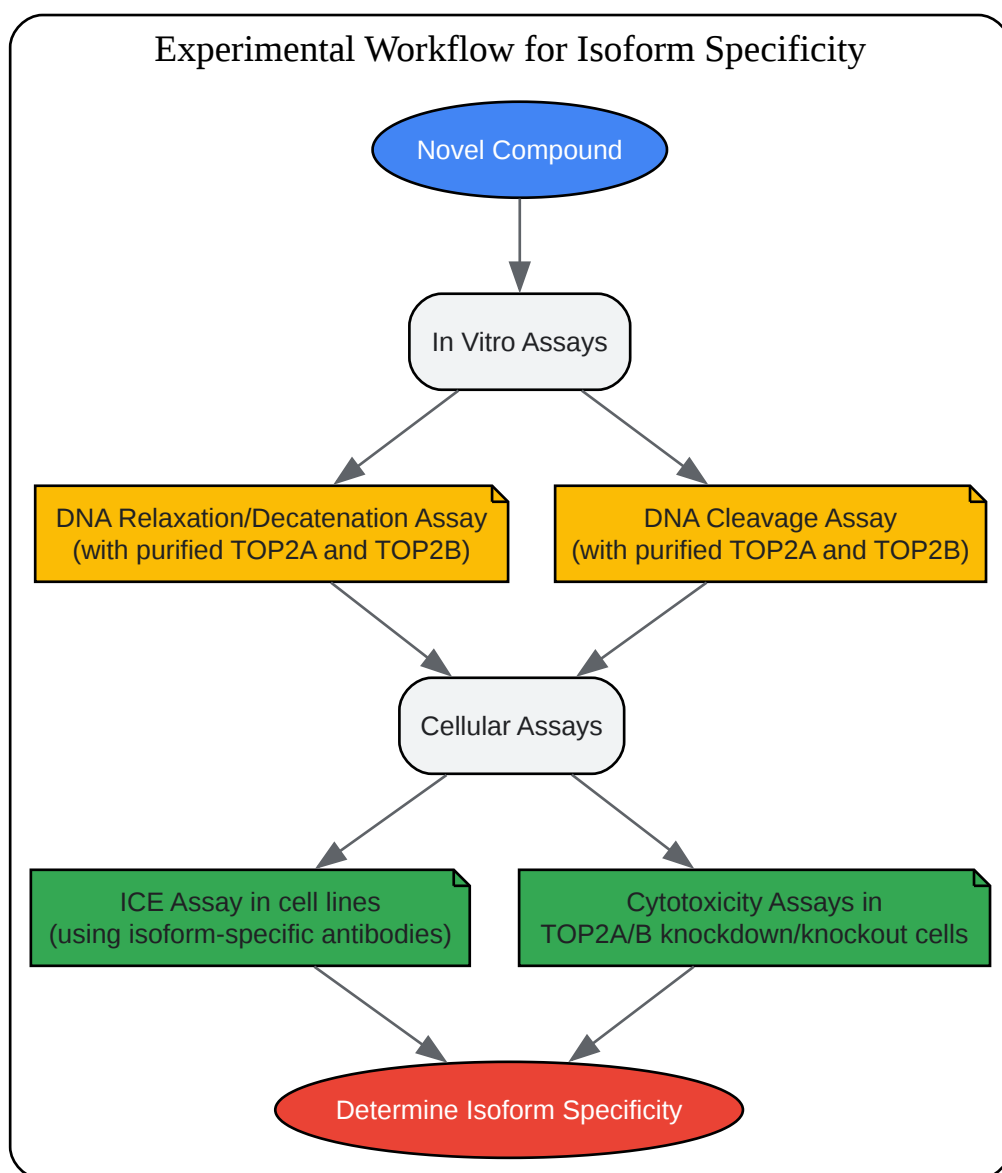 Experimental Workflow for Isoform Specificity
Novel Compound
In Vitro Assays
DNA Relaxation/Decatenation Assay
(with purified TOP2A and TOP2B)
DNA Cleavage Assay
(with purified TOP2A and TOP2B)
Cellular Assays
ICE Assay in cell lines
(using isoform-specific antibodies)
Cytotoxicity Assays in
TOP2A/B knockdown/knockout cells
Determine Isoform Specificity